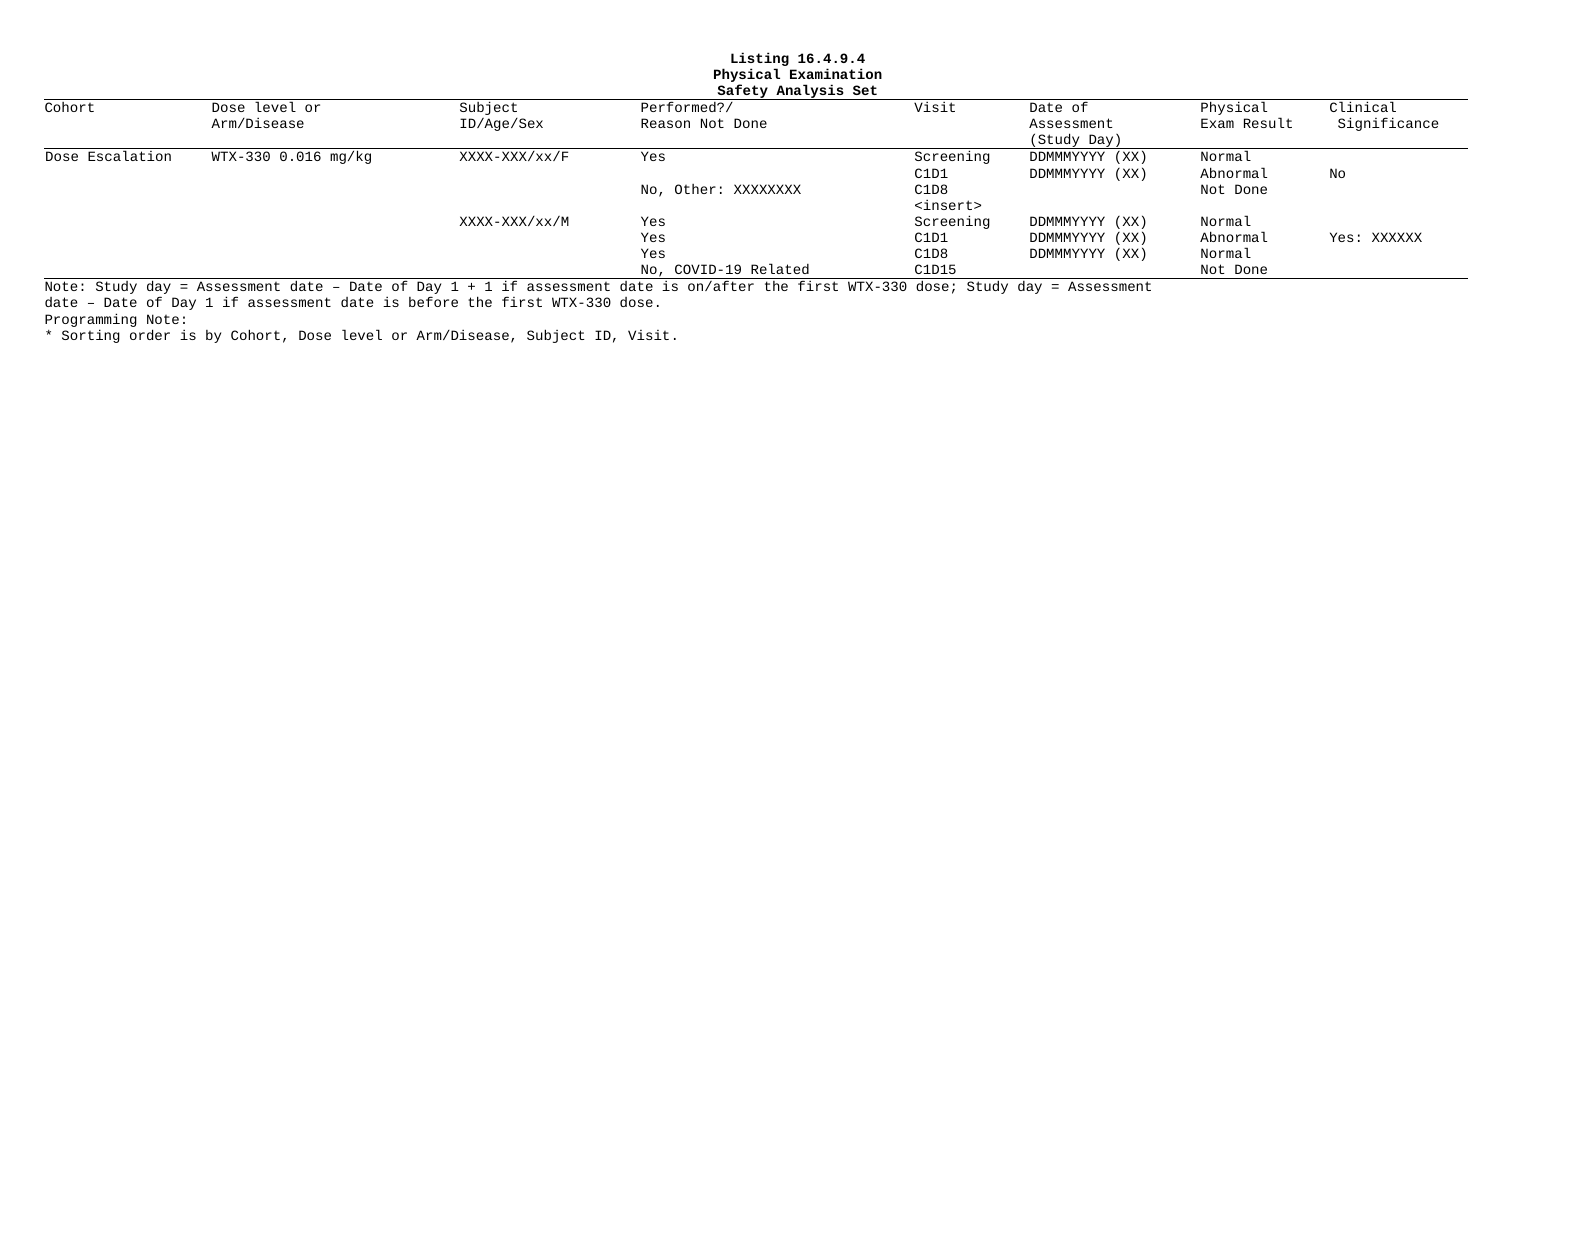 Listing 16.4.9.4
Physical Examination
Safety Analysis Set
Cohort Dose level or Subject Performed?/ Visit Date of Physical Clinical
Arm/Disease ID/Age/Sex Reason Not Done Assessment Exam Result Significance
(Study Day)
Dose Escalation WTX-330 0.016 mg/kg XXXX-XXX/xx/F Yes Screening DDMMMYYYY (XX) Normal
C1D1 DDMMMYYYY (XX) Abnormal No
No, Other: XXXXXXXX C1D8 Not Done
<insert>
XXXX-XXX/xx/M Yes Screening DDMMMYYYY (XX) Normal
Yes C1D1 DDMMMYYYY (XX) Abnormal Yes: XXXXXX
Yes C1D8 DDMMMYYYY (XX) Normal
No, COVID-19 Related C1D15 Not Done
Note: Study day = Assessment date – Date of Day 1 + 1 if assessment date is on/after the first WTX-330 dose; Study day = Assessment
date – Date of Day 1 if assessment date is before the first WTX-330 dose.
Programming Note:
* Sorting order is by Cohort, Dose level or Arm/Disease, Subject ID, Visit.